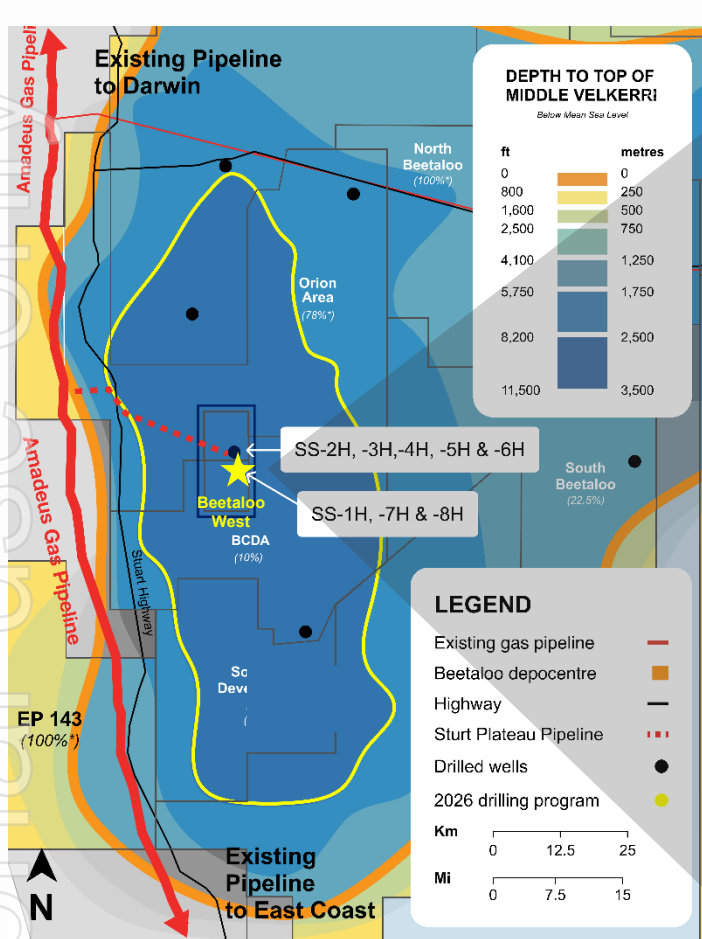 Existing Pipeline
to Darwin
Amadeus Gas Pipeli
DEPTH TO TOP OF
MIDDLE VELKERRI
Below Mean Sea Level
ft metres
0 0
800 250
1,600 500
2,500 750
4,100 1,250
5,750 1,750
8,200 2,500
11,500 3,500
North
Beetaloo
(100%*)
Orion
Area
(78%*)
SS-2H, -3H,-4H, -5H & -6H
South
Beetaloo
(22.5%)
SS-1H, -7H & -8H
Beetaloo
West
BCDA
(10%)
Amadeus Gas Pipeline
Stuart Highway
So
Deve
(
EP 143
(100%*)
LEGEND
Existing gas pipeline
Beetaloo depocentre
Highway
Sturt Plateau Pipeline
Drilled wells
2026 drilling program
Km
0 12.5 25
Mi
0 7.5 15
Existing
Pipeline
to East Coast
N